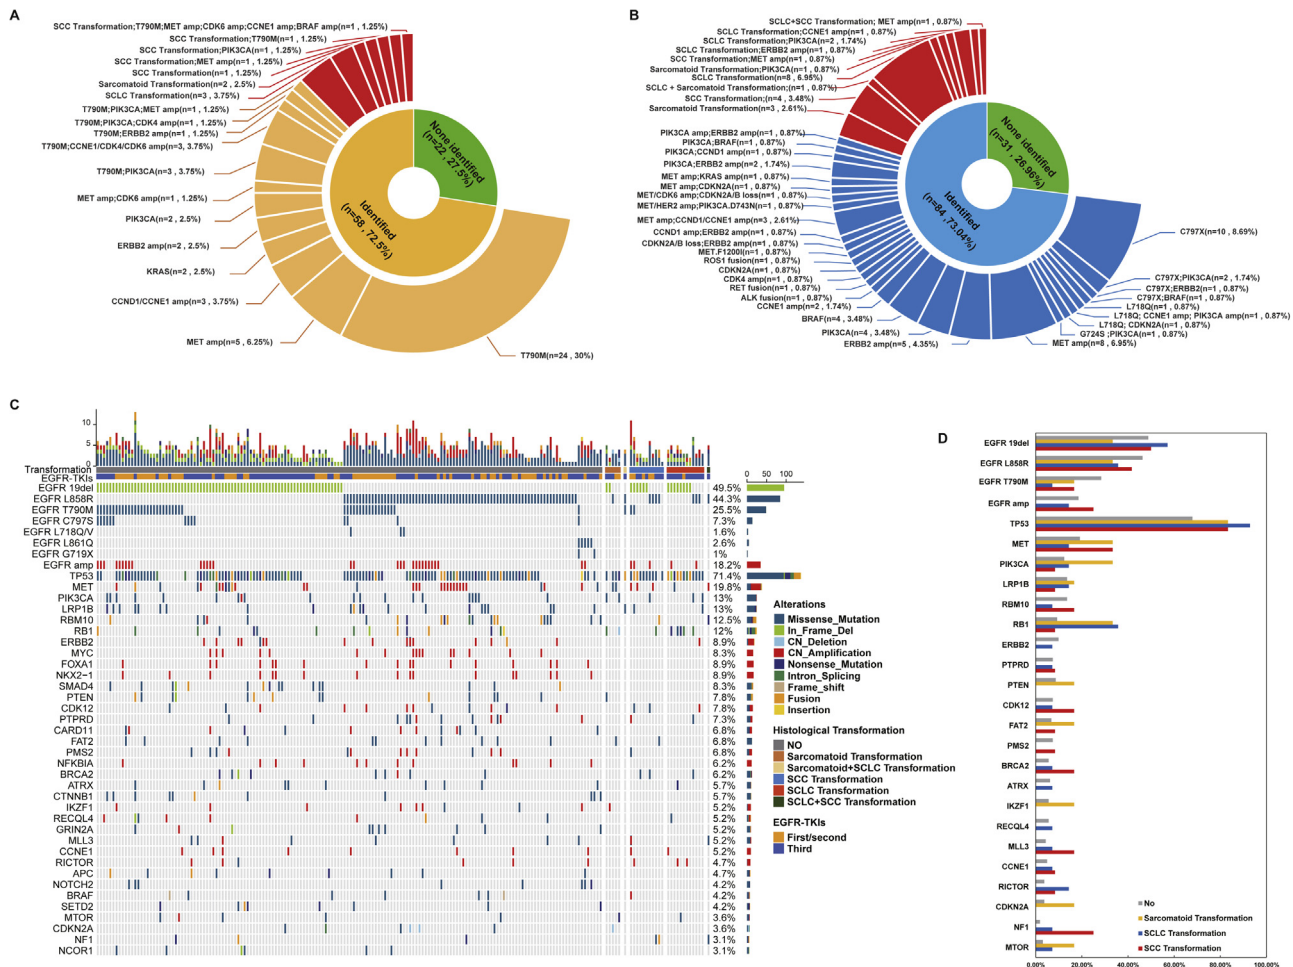 A
SCC Transformation;T790M;MET amp;CDK6 amp;CCNE1 amp;BRAF amp(n=1 , 1.25%)
SCC Transformation;T790M(n=1 , 1.25%)
SCC Transformation;PIK3CA(n=1 , 1.25%)
SCC Transformation;MET amp(n=1 , 1.25%)
SCC Transformation(n=1 , 1.25%)
Sarcomatoid Transformation(n=2 , 2.5%)
SCLC Transformation(n=3 , 3.75%)
T790M;PIK3CA;MET amp(n=1 , 1.25%)
T790M;PIK3CA;CDK4 amp(n=1 , 1.25%)
T790M;ERBB2 amp(n=1 , 1.25%)
T790M;CCNE1/CDK4/CDK6 amp(n=3, 3.75%)
T790M;PIK3CA(n=3 , 3.75%)
MET amp;CDK6 amp(n=1 , 1.25%)
PIK3CA(n=2 , 2.5%)
ERBB2 amp(n=2 , 2.5%)
KRAS(n=2 , 2.5%)
CCND1/CCNE1 amp(n=3 , 3.75%)
MET amp(n=5 , 6.25%)
T790M(n=24 , 30%)
None identified
(n=22 , 27.5%)
Identified
(n=58 , 72.5%)
B
SCLC+SCC Transformation; MET amp(n=1 , 0.87%)
SCLC Transformation;CCNE1 amp(n=1 , 0.87%)
SCLC Transformation;PIK3CA(n=2 , 1.74%)
SCLC Transformation;ERBB2 amp(n=1 , 0.87%)
SCC Transformation;MET amp(n=1 , 0.87%)
Sarcomatoid Transformation;PIK3CA(n=1 , 0.87%)
SCLC Transformation(n=8 , 6.95%)
SCLC + Sarcomatoid Transformation(n=1 , 0.87%)
SCC Transformation;(n=4 , 3.48%)
Sarcomatoid Transformation(n=3 , 2.61%)
PIK3CA amp;ERBB2 amp(n=1 , 0.87%)
PIK3CA;BRAF(n=1 , 0.87%)
PIK3CA;CCND1 amp(n=1 , 0.87%)
PIK3CA;ERBB2 amp(n=2 , 1.74%)
MET amp;KRAS amp(n=1 , 0.87%)
MET amp;CDKN2A(n=1 , 0.87%)
MET/CDK6 amp;CDKN2A/B loss(n=1 , 0.87%)
MET/HER2 amp;PIK3CA.D743N(n=1 , 0.87%)
MET amp;CCND1/CCNE1 amp(n=3 , 2.61%)
CCND1 amp;ERBB2 amp(n=1 , 0.87%)
CDKN2A/B loss;ERBB2 amp(n=1 , 0.87%)
MET.F1200I(n=1 , 0.87%)
ROS1 fusion(n=1 , 0.87%)
CDKN2A(n=1 , 0.87%)
CDK4 amp(n=1 , 0.87%)
RET fusion(n=1 , 0.87%)
ALK fusion(n=1 , 0.87%)
CCNE1 amp(n=2 , 1.74%)
BRAF(n=4 , 3.48%)
PIK3CA(n=4 , 3.48%)
ERBB2 amp(n=5 , 4.35%)
MET amp(n=8 , 6.95%)
G724S ;PIK3CA(n=1 , 0.87%)
L718Q; CDKN2A(n=1 , 0.87%)
L718Q; CCNE1 amp; PIK3CA amp(n=1 , 0.87%)
L718Q(n=1 , 0.87%)
C797X;BRAF(n=1 , 0.87%)
C797X;ERBB2(n=1 , 0.87%)
C797X;PIK3CA(n=2 , 1.74%)
C797X(n=10 , 8.69%)
None identified
(n=31 , 26.96%)
Identified
(n=84 ,73.04%)
C
10
5
0
Transformation
EGFR-TKIs
0 50 100
EGFR 19del 49.5%
EGFR L858R 44.3%
EGFR T790M 25.5%
EGFR C797S 7.3%
EGFR L718Q/V 1.6%
EGFR L861Q 2.6%
EGFR G719X 1%
EGFR amp 18.2%
TP53 71.4%
MET 19.8%
PIK3CA 13%
LRP1B 13%
RBM10 12.5%
RB1 12%
ERBB2 8.9%
MYC 8.3%
FOXA1 8.9%
NKX2−1 8.9%
SMAD4 8.3%
PTEN 7.8%
CDK12 7.8%
PTPRD 7.3%
CARD11 6.8%
FAT2 6.8%
PMS2 6.8%
NFKBIA 6.2%
BRCA2 6.2%
ATRX 5.7%
CTNNB1 5.7%
IKZF1 5.2%
RECQL4 5.2%
GRIN2A 5.2%
MLL3 5.2%
CCNE1 5.2%
RICTOR 4.7%
APC 4.7%
NOTCH2 4.2%
BRAF 4.2%
SETD2 4.2%
MTOR 3.6%
CDKN2A 3.6%
NF1 3.1%
NCOR1 3.1%
Alterations
Missense_Mutation
In_Frame_Del
CN_Deletion
CN_Amplification
Nonsense_Mutation
Intron_Splicing
Frame_shift
Fusion
Insertion
Histological Transformation
NO
Sarcomatoid Transformation
Sarcomatoid+SCLC Transformation
SCC Transformation
SCLC Transformation
SCLC+SCC Transformation
EGFR-TKIs
First/second
Third
D
EGFR 19del
EGFR L858R
EGFR T790M
EGFR amp
TP53
MET
PIK3CA
LRP1B
RBM10
RB1
ERBB2
PTPRD
PTEN
CDK12
FAT2
PMS2
BRCA2
ATRX
IKZF1
RECQL4
MLL3
CCNE1
RICTOR
CDKN2A
NF1
MTOR
No
Sarcomatoid Transformation
SCLC Transformation
SCC Transformation
0.00% 20.00% 40.00% 60.00% 80.00% 100.00%